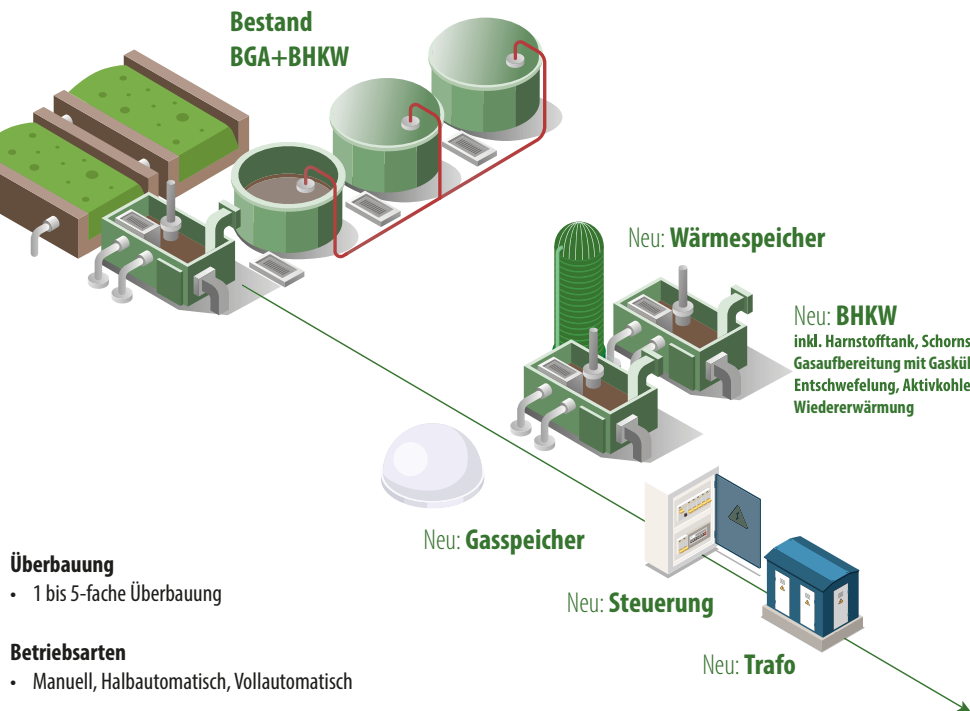 Bestand
BGA+BHKW
Neu: Wärmespeicher
Neu: BHKW
inkl. Harnstofftank, Schorns
Gasaufbereitung mit Gaskül
Entschwefelung, Aktivkohle
Wiedererwärmung
Neu: Gasspeicher
Neu: Steuerung
Neu: Trafo
Überbauung
• 1 bis 5-fache Überbauung
Betriebsarten
• Manuell, Halbautomatisch, Vollautomatisch